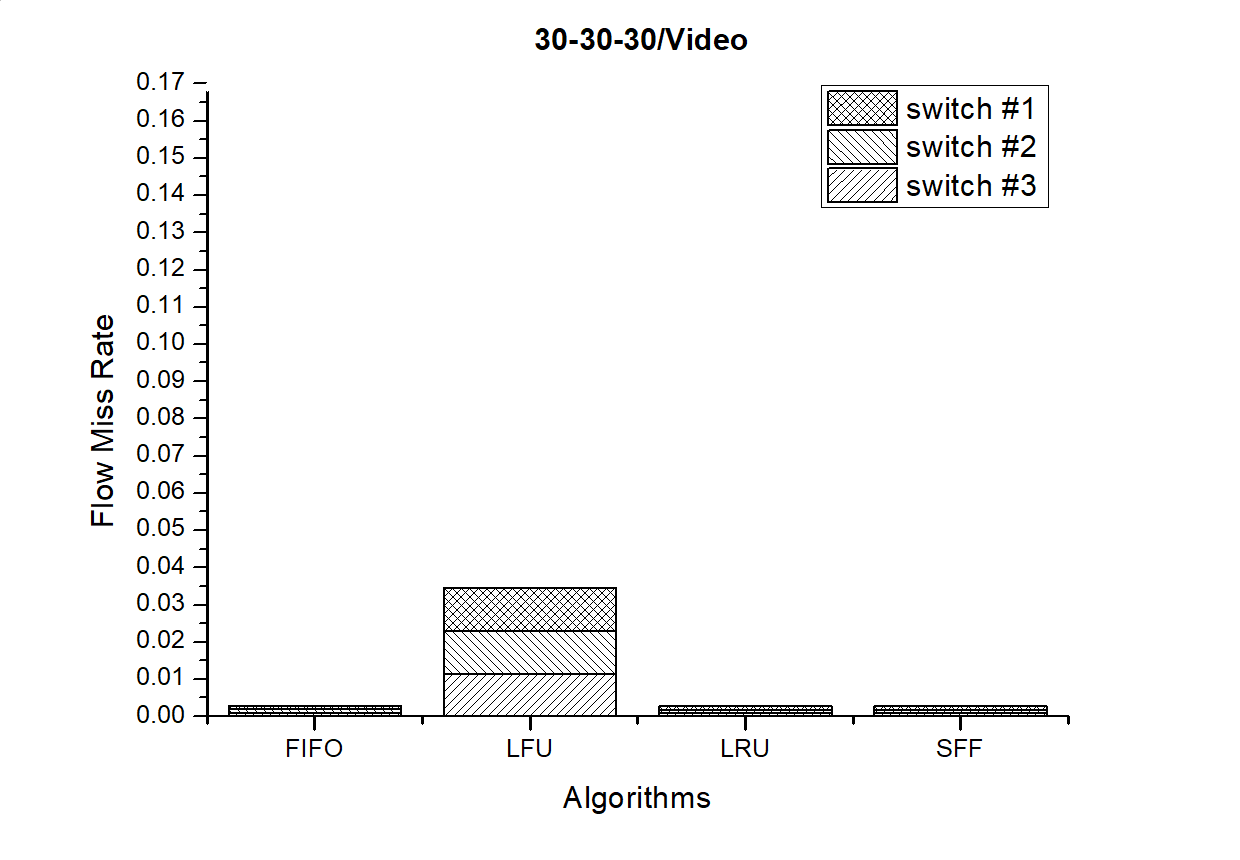 30-30-30/Video
switch #1
switch #2
switch #3
Flow Miss Rate
0.17
0.16
0.15
0.14
0.13
0.12
0.11
0.10
0.09
0.08
0.07
0.06
0.05
0.04
0.03
0.02
0.01
0.00
FIFO LFU LRU SFF
Algorithms